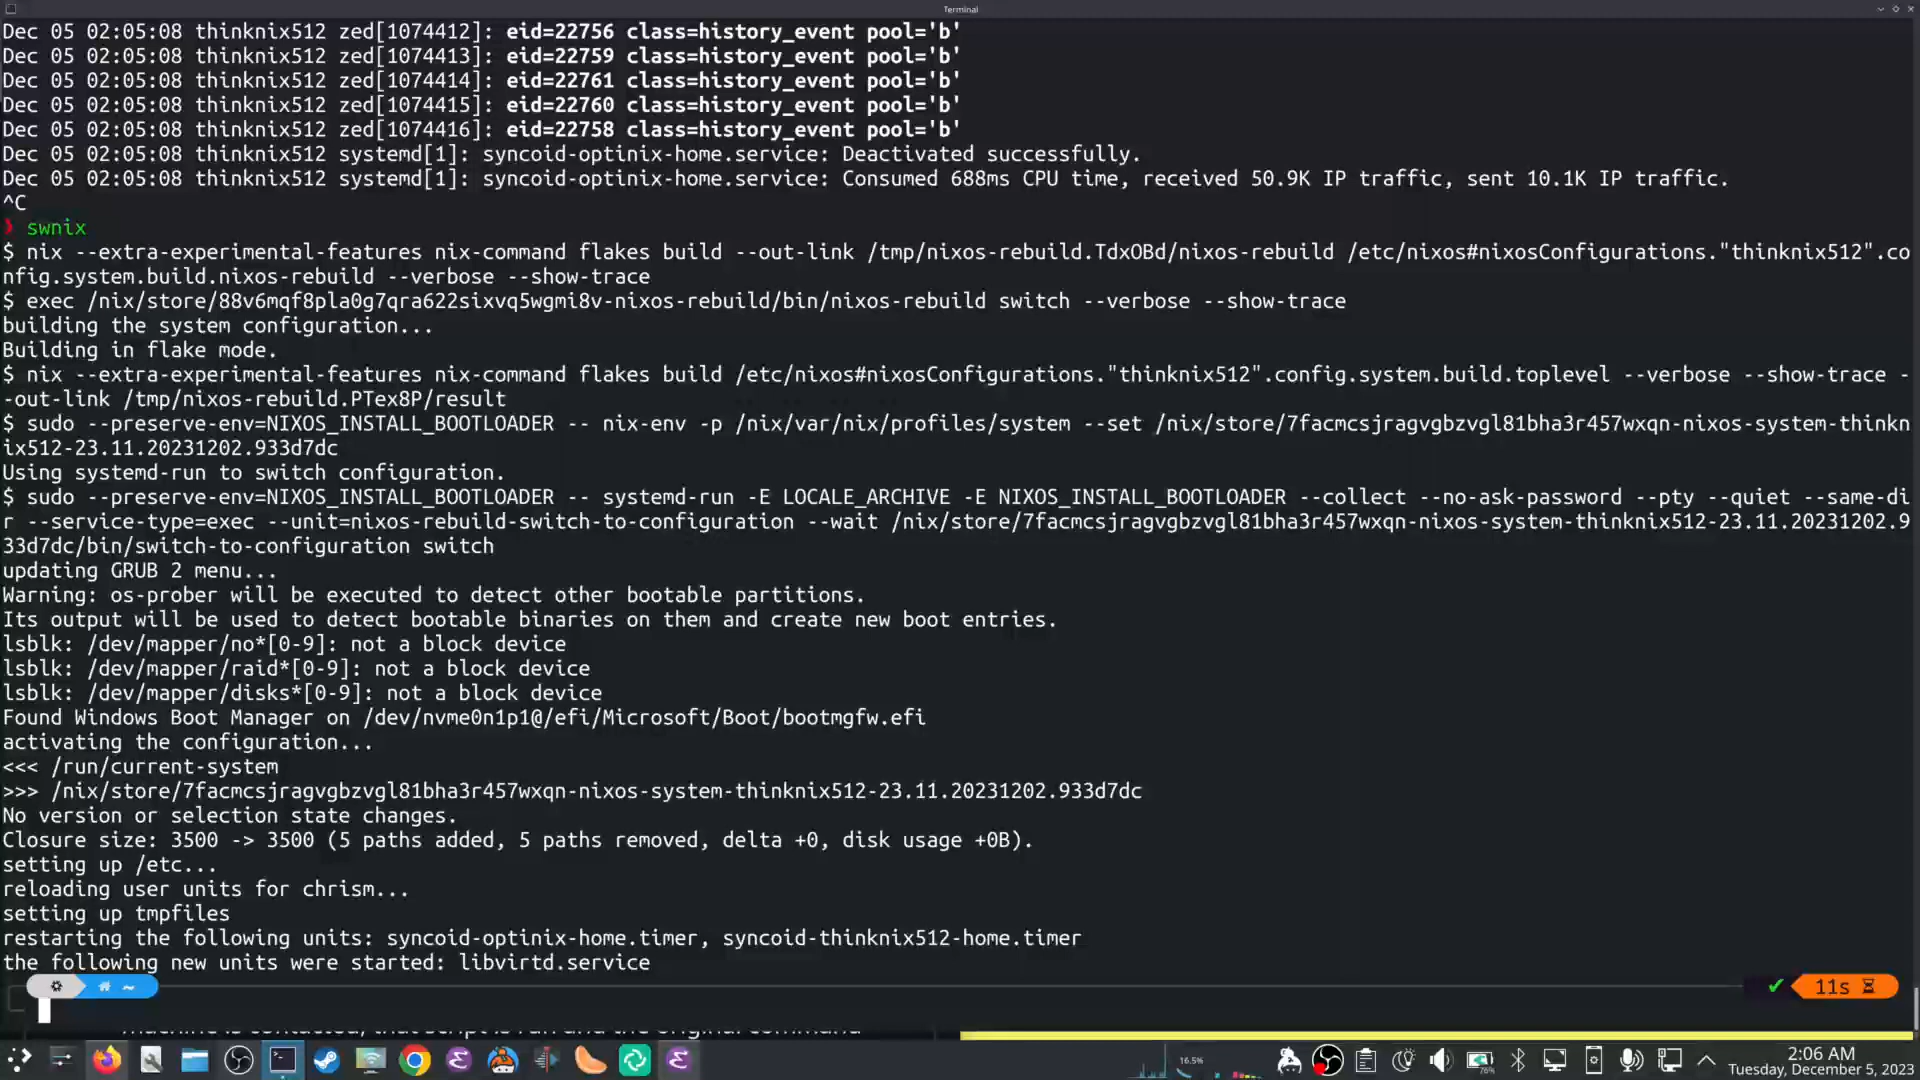 Terminal
Dec 05 02:05:08 thinknix512 zed[1074412]: eid=22756 class=history_event pool='b'
Dec 05 02:05:08 thinknix512 zed[1074413]: eid=22759 class=history_event pool='b'
Dec 05 02:05:08 thinknix512 zed[1074414]: eid=22761 class=history_event pool='b'
Dec 05 02:05:08 thinknix512 zed[1074415]: eid=22760 class=history_event pool='b'
Dec 05 02:05:08 thinknix512 zed[1074416]: eid=22758 class=history_event pool='b'
Dec 05 02:05:08 thinknix512 systemd[1]: syncoid-optinix-home.service: Deactivated successfully.
Dec 05 02:05:08 thinknix512 systemd[1]: syncoid-optinix-home.service: Consumed 688ms CPU time, received 50.9K IP traffic, sent 10.1K IP traffic.
^C
❯ swnix
$ nix --extra-experimental-features nix-command flakes build --out-link /tmp/nixos-rebuild.TdxOBd/nixos-rebuild /etc/nixos#nixosConfigurations."thinknix512".co
nfig.system.build.nixos-rebuild --verbose --show-trace
$ exec /nix/store/88v6mqf8pla0g7qra622sixvq5wgmi8v-nixos-rebuild/bin/nixos-rebuild switch --verbose --show-trace
building the system configuration...
Building in flake mode.
$ nix --extra-experimental-features nix-command flakes build /etc/nixos#nixosConfigurations."thinknix512".config.system.build.toplevel --verbose --show-trace -
-out-link /tmp/nixos-rebuild.PTex8P/result
$ sudo --preserve-env=NIXOS_INSTALL_BOOTLOADER -- nix-env -p /nix/var/nix/profiles/system --set /nix/store/7facmcsjragvgbzvgl81bha3r457wxqn-nixos-system-thinkn
ix512-23.11.20231202.933d7dc
Using systemd-run to switch configuration.
$ sudo --preserve-env=NIXOS_INSTALL_BOOTLOADER -- systemd-run -E LOCALE_ARCHIVE -E NIXOS_INSTALL_BOOTLOADER --collect --no-ask-password --pty --quiet --same-di
r --service-type=exec --unit=nixos-rebuild-switch-to-configuration --wait /nix/store/7facmcsjragvgbzvgl81bha3r457wxqn-nixos-system-thinknix512-23.11.20231202.9
33d7dc/bin/switch-to-configuration switch
updating GRUB 2 menu...
Warning: os-prober will be executed to detect other bootable partitions.
Its output will be used to detect bootable binaries on them and create new boot entries.
lsblk: /dev/mapper/no*[0-9]: not a block device
lsblk: /dev/mapper/raid*[0-9]: not a block device
lsblk: /dev/mapper/disks*[0-9]: not a block device
Found Windows Boot Manager on /dev/nvme0n1p1@/efi/Microsoft/Boot/bootmgfw.efi
activating the configuration...
<<< /run/current-system
>>> /nix/store/7facmcsjragvgbzvgl81bha3r457wxqn-nixos-system-thinknix512-23.11.20231202.933d7dc
No version or selection state changes.
Closure size: 3500 -> 3500 (5 paths added, 5 paths removed, delta +0, disk usage +0B).
setting up /etc...
reloading user units for chrism...
setting up tmpfiles
restarting the following units: syncoid-optinix-home.timer, syncoid-thinknix512-home.timer
the following new units were started: libvirtd.service
~ ✔ 11s
machine is contacted, that script is run and the original command
16.5% 76% 2:06 AM
Tuesday, December 5, 2023